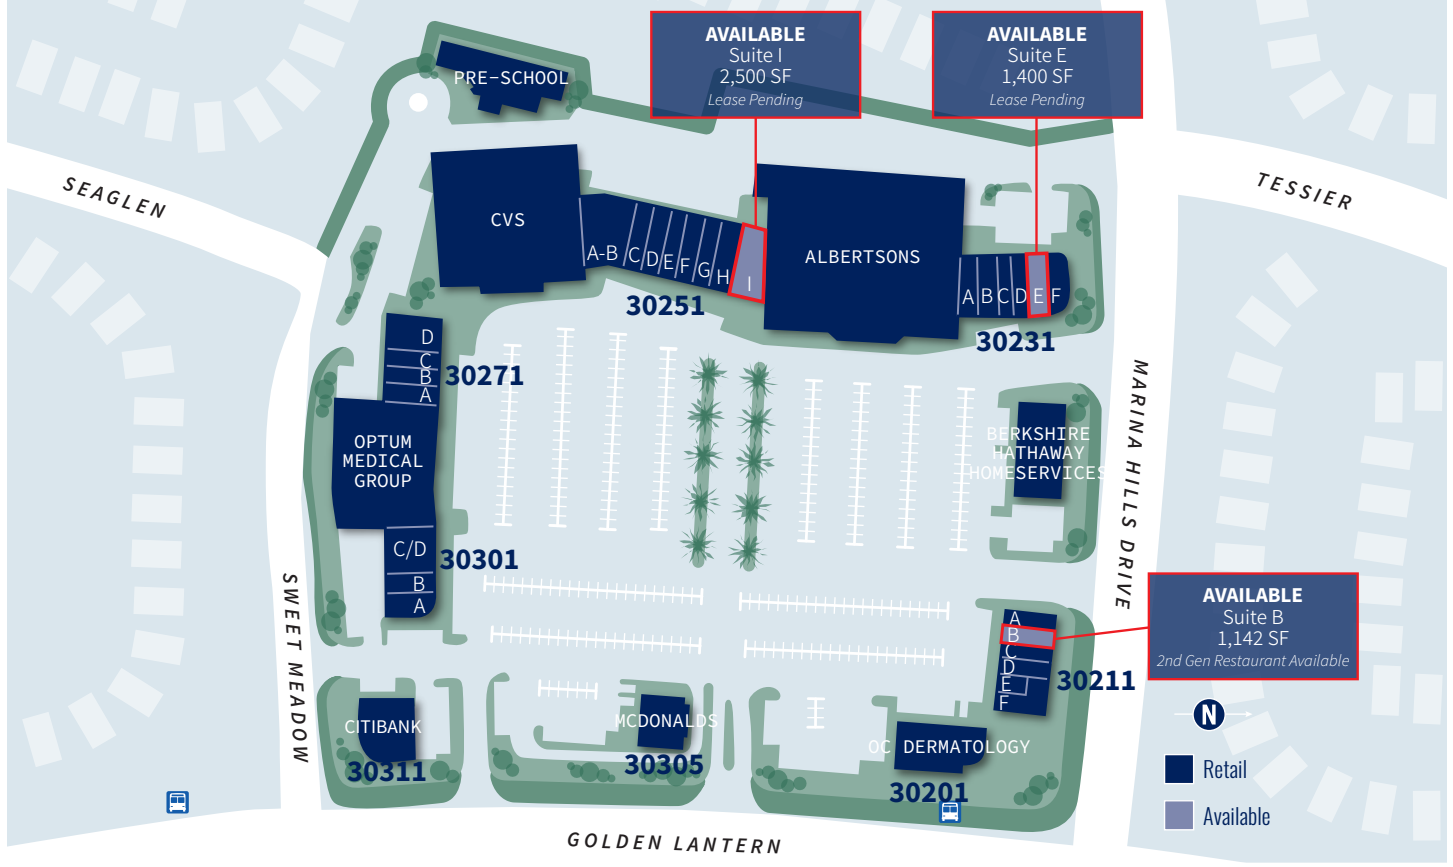 AVAILABLE
Suite I
2,500 SF
Lease Pending
AVAILABLE
Suite E
1,400 SF
Lease Pending
PRE-SCHOOL
SEAGLEN
TESSIER
CVS
A-B
C
D
E
F
G
H
I
30251
ALBERTSONS
A
B
C
D
E
F
30231
D
C
B
A
30271
OPTUM
MEDICAL
GROUP
C/D
B
A
30301
BERKSHIRE
HATHAWAY
HOMESERVICES
MARINA HILLS DRIVE
SWEET MEADOW
AVAILABLE
Suite B
1,142 SF
2nd Gen Restaurant Available
A
B
C
D
E
F
30211
CITIBANK
30311
MCDONALDS
30305
OC DERMATOLOGY
30201
N
Retail
Available
GOLDEN LANTERN